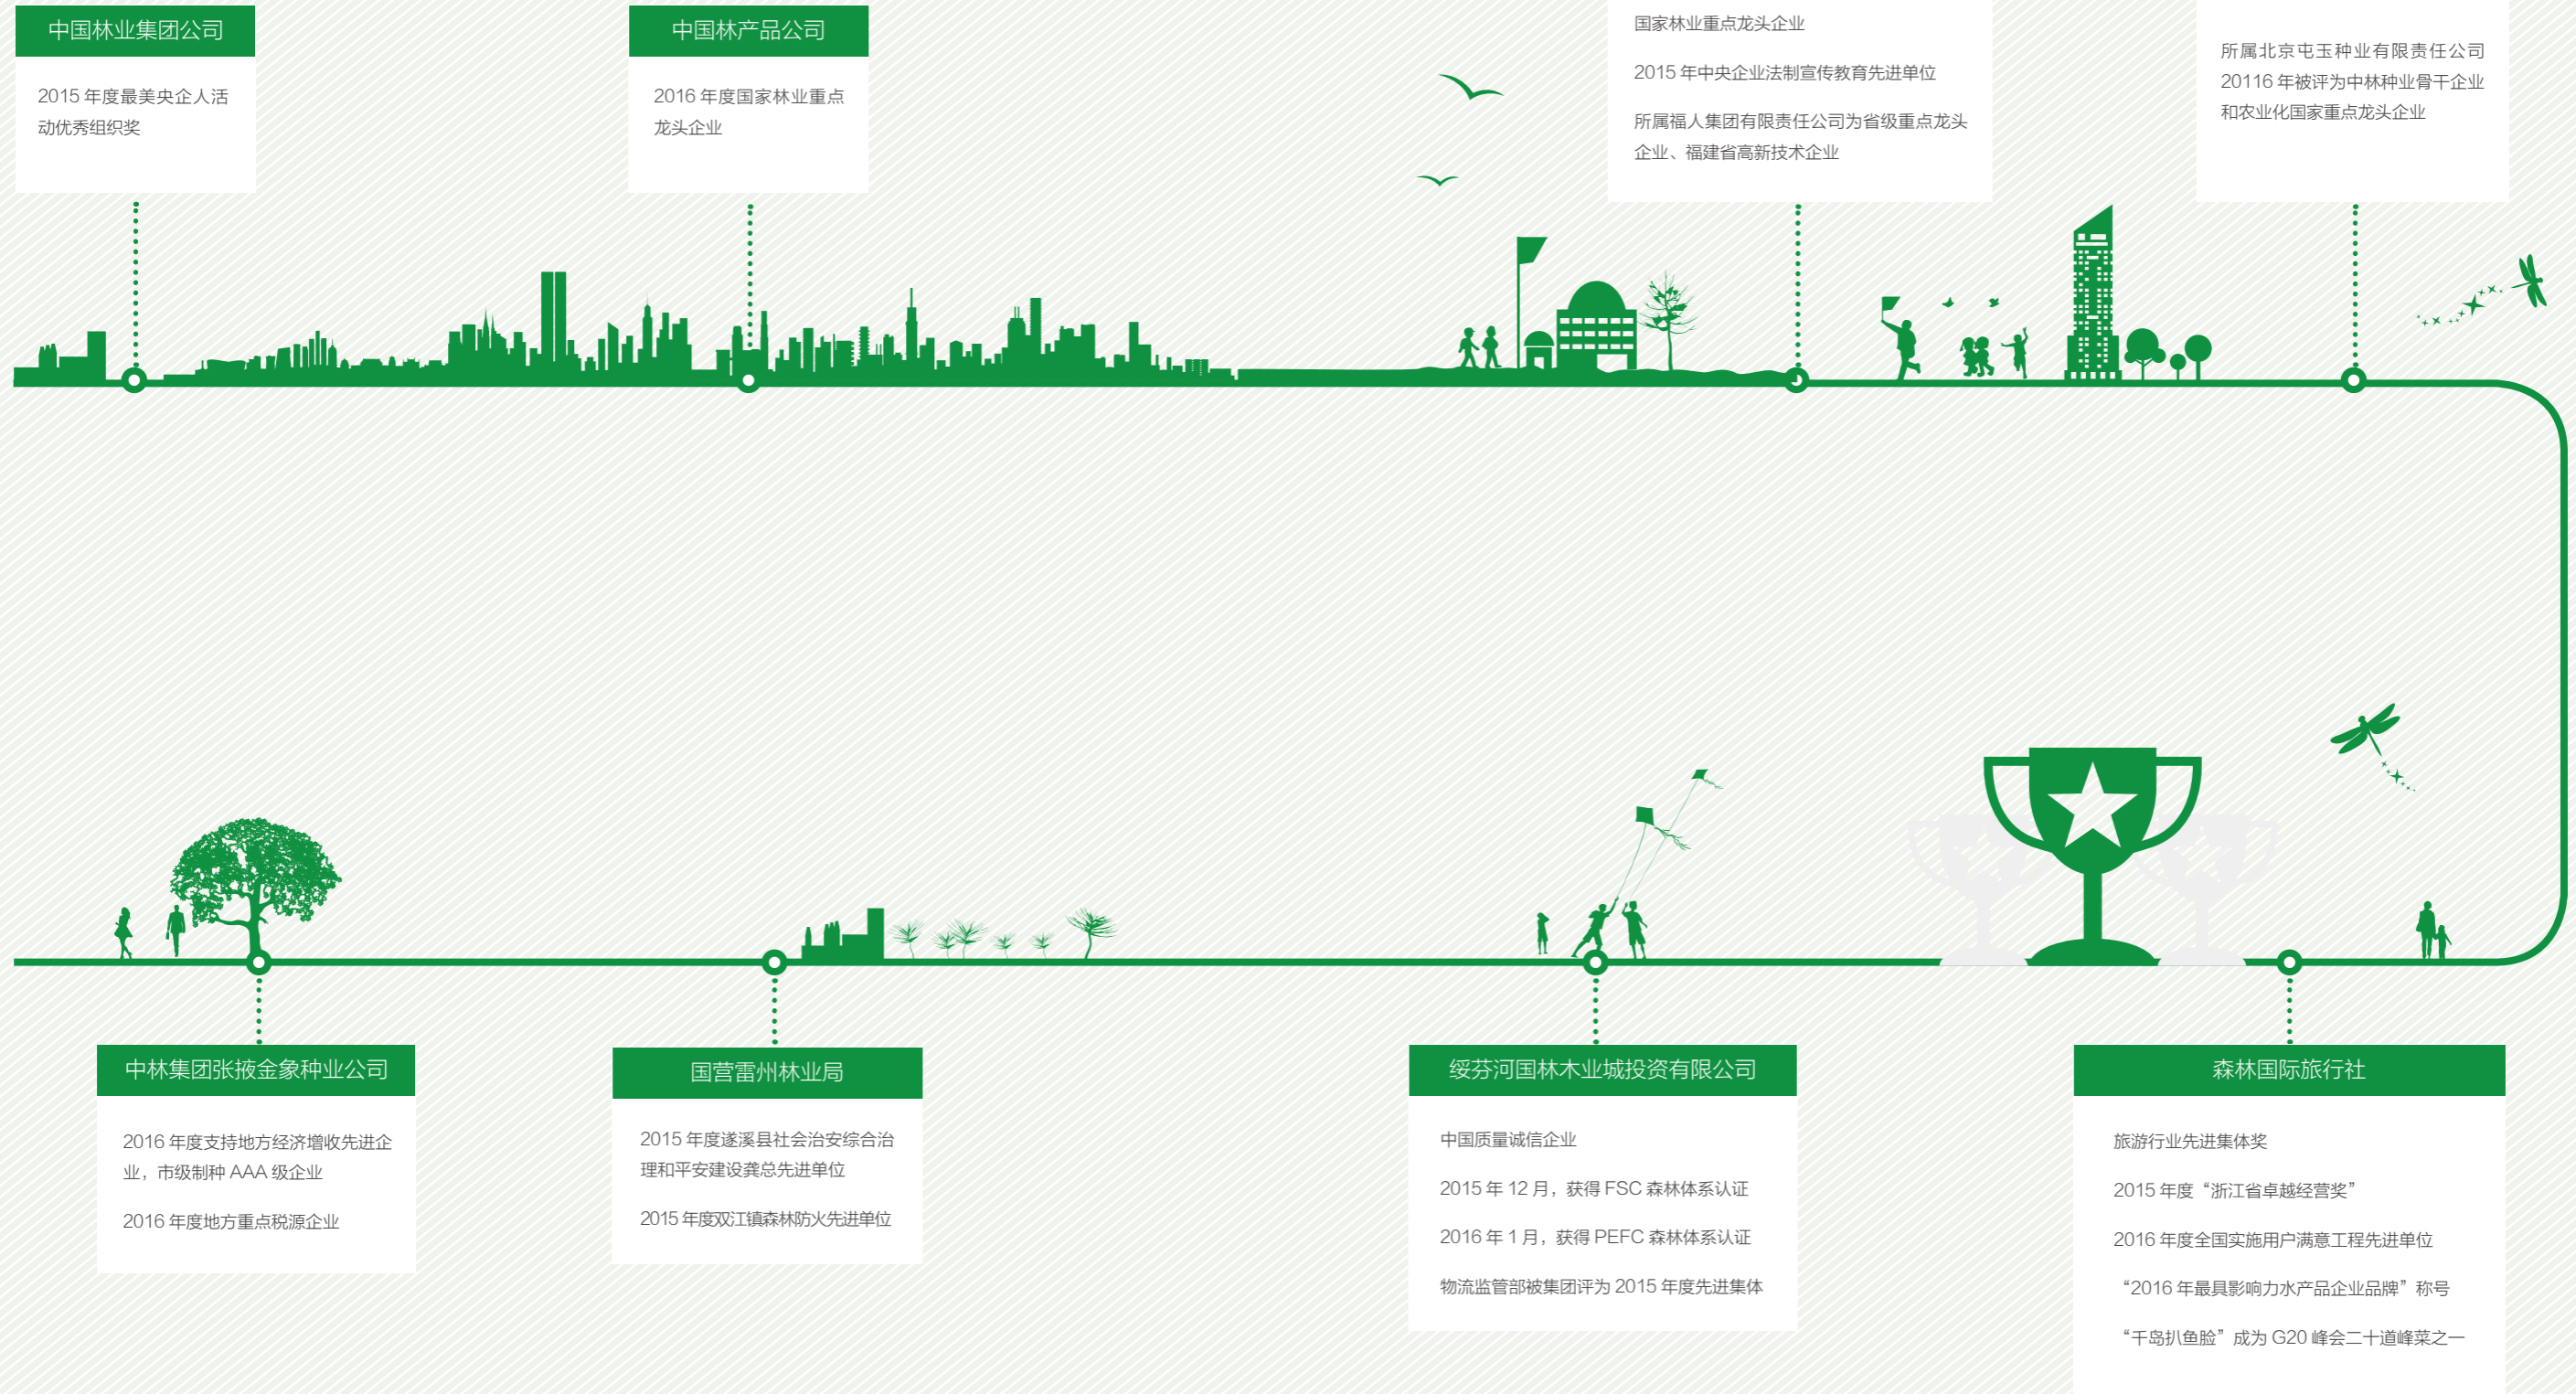 中国林业集团公司
2015 年度最美央企人活
动优秀组织奖
中国林产品公司
2016 年度国家林业重点
龙头企业
国家林业重点龙头企业
2015 年中央企业法制宣传教育先进单位
所属福人集团有限责任公司为省级重点龙头
企业、福建省高新技术企业
所属北京屯玉种业有限责任公司
20116 年被评为中林种业骨干企业
和农业化国家重点龙头企业
中林集团张掖金象种业公司
2016 年度支持地方经济增收先进企
业，市级制种 AAA 级企业
2016 年度地方重点税源企业
国营雷州林业局
2015 年度遂溪县社会治安综合治
理和平安建设龚总先进单位
2015 年度双江镇森林防火先进单位
绥芬河国林木业城投资有限公司
中国质量诚信企业
2015 年 12 月，获得 FSC 森林体系认证
2016 年 1 月，获得 PEFC 森林体系认证
物流监管部被集团评为 2015 年度先进集体
森林国际旅行社
旅游行业先进集体奖
2015 年度“浙江省卓越经营奖”
2016 年度全国实施用户满意工程先进单位
“2016 年最具影响力水产品企业品牌”称号
“千岛扒鱼脸”成为 G20 峰会二十道峰菜之一